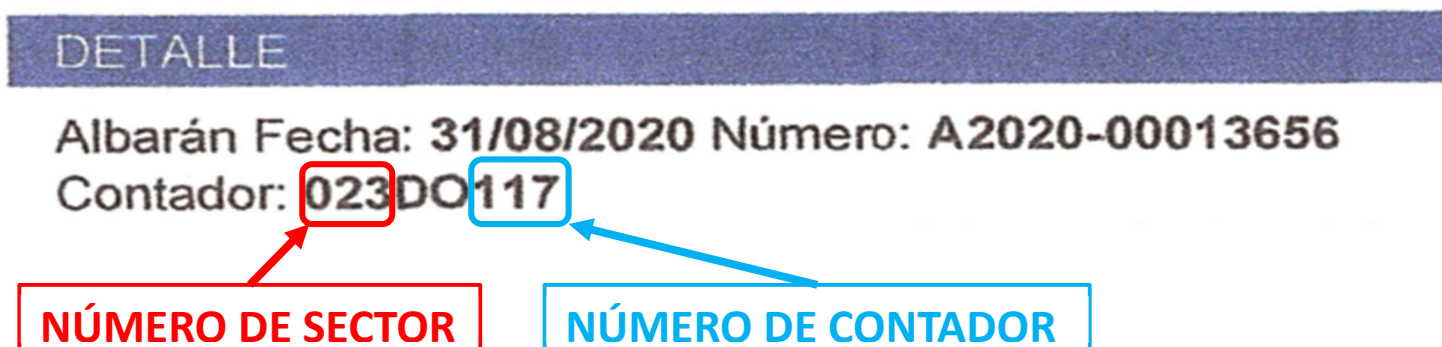 DETALLE
Albarán Fecha: 31/08/2020 Número: A2020-00013656
Contador: 023DO117
NÚMERO DE SECTOR
NÚMERO DE CONTADOR